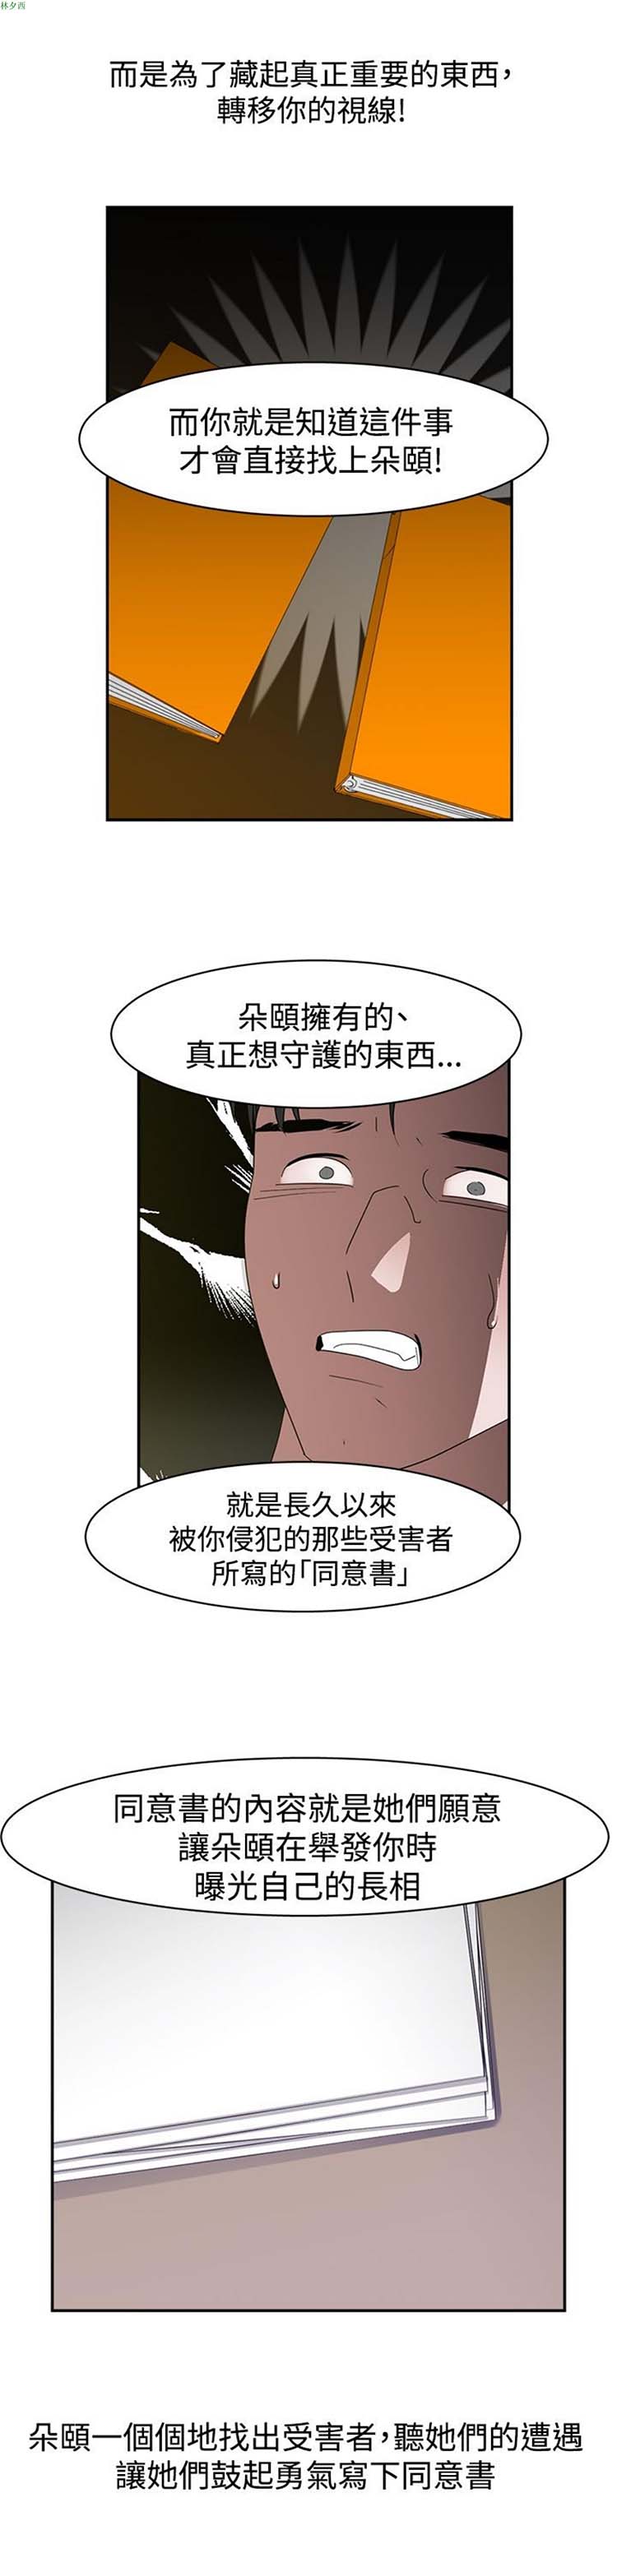 林夕西
而是為了藏起真正重要的東西，
轉移你的視線！
而你就是知道這件事
才會直接找上朵頤！
朵頤擁有的、
真正想守護的東西...
就是長久以來
被你侵犯的那些受害者
所寫的「同意書」
同意書的內容就是她們願意
讓朵頤在舉發你時
曝光自己的長相
朵頤一個個地找出受害者，聽她們的遭遇
讓她們鼓起勇氣寫下同意書